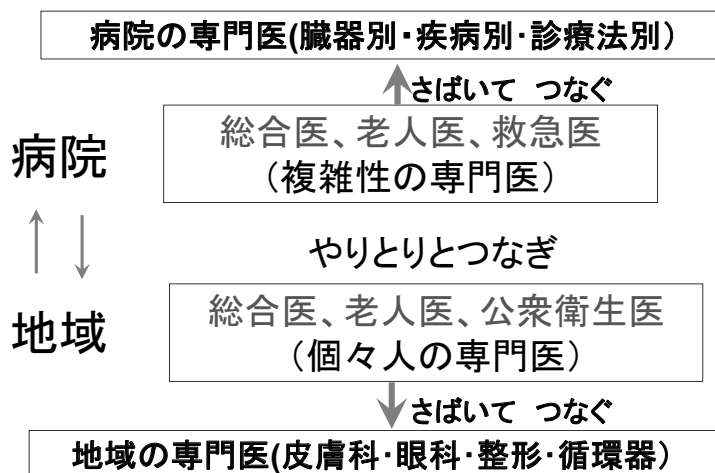 病院の専門医(臓器別・疾病別・診療法別)
さばいて つなぐ
総合医、老人医、救急医
(複雑性の専門医)
病院
やりとりとつなぎ
総合医、老人医、公衆衛生医
(個々人の専門医)
地域
さばいて つなぐ
地域の専門医(皮膚科・眼科・整形・循環器)